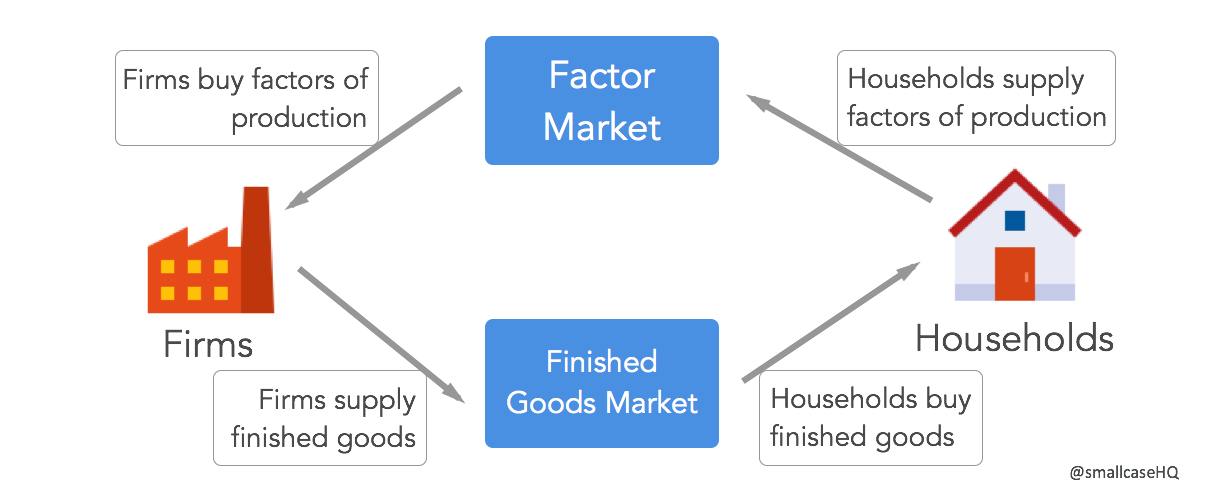 Firms buy factors of
production
Factor
Market
Households supply
factors of production
Firms
Households
Finished
Goods Market
Firms supply
finished goods
Households buy
finished goods
@smallcaseHQ